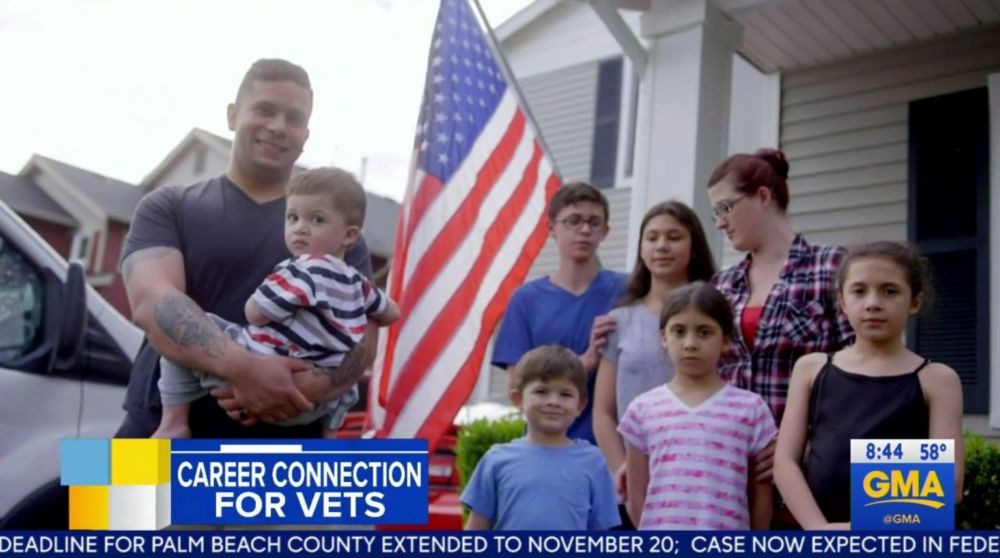 CAREER CONNECTION
FOR VETS
8:44 58°
GMA
@GMA
DEADLINE FOR PALM BEACH COUNTY EXTENDED TO NOVEMBER 20; CASE NOW EXPECTED IN FEDE